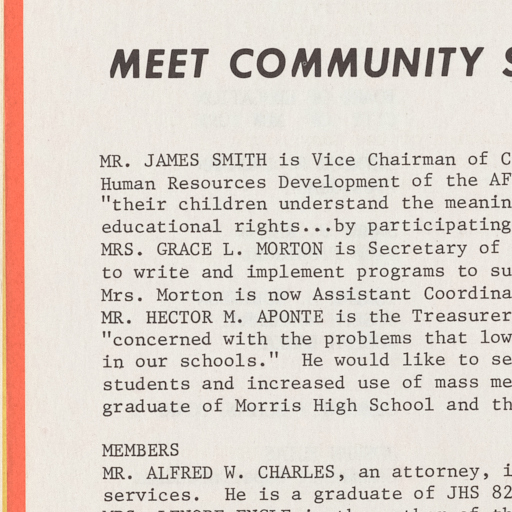 MEET COMMUNITY S
MR. JAMES SMITH is Vice Chairman of C
Human Resources Development of the AF
"their children understand the meanin
educational rights...by participating
MRS. GRACE L. MORTON is Secretary of
to write and implement programs to su
Mrs. Morton is now Assistant Coordina
MR. HECTOR M. APONTE is the Treasurer
"concerned with the problems that low
in our schools."  He would like to se
students and increased use of mass me
graduate of Morris High School and th
MEMBERS
MR. ALFRED W. CHARLES, an attorney, i
services.  He is a graduate of JHS 82